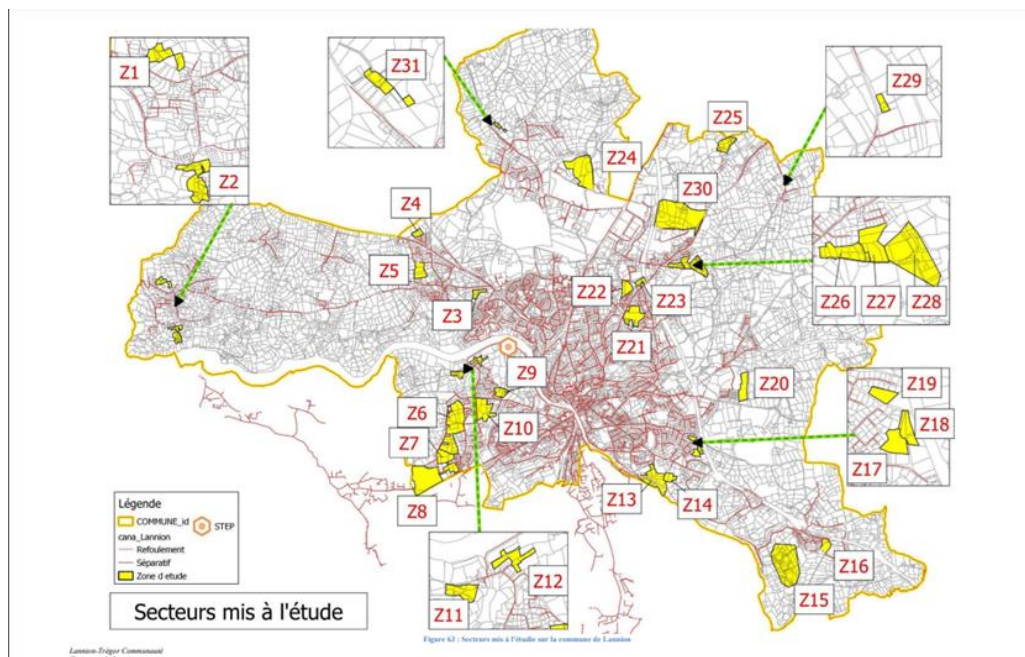 Z1
Z31
Z29
Z25
Z24
Z2
Z30
Z4
Z5
Z22
Z23
Z26
Z27
Z28
Z3
Z21
Z9
Z20
Z19
Z6
Z18
Z10
Z7
Z17
Z13
Z14
Z8
Légende
COMMUNE_id
STEP
cana_Lannion
Refoulement
Séparatif
Zone d etude
Z12
Z16
Z11
Z15
Secteurs mis à l'étude
Figure 63 : Secteurs mis à l'étudie sur la commune de Lannion
Lannion-Trégor Communauté